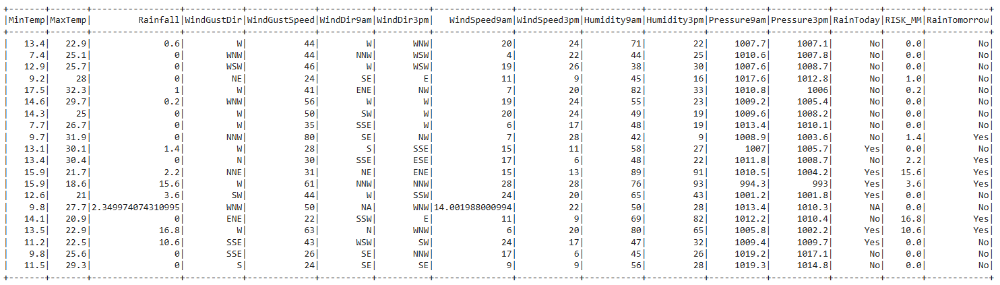 +-------+-------+-----------------+-----------+-------------+----------+----------+---------------+------------+-----------+-----------+-----------+-----------+---------+-------+------------+
|MinTemp|MaxTemp|         Rainfall|WindGustDir|WindGustSpeed|WindDir9am|WindDir3pm|   WindSpeed9am|WindSpeed3pm|Humidity9am|Humidity3pm|Pressure9am|Pressure3pm|RainToday|RISK_MM|RainTomorrow|
+-------+-------+-----------------+-----------+-------------+----------+----------+---------------+------------+-----------+-----------+-----------+-----------+---------+-------+------------+
|   13.4|   22.9|              0.6|          W|           44|         W|       WNW|             20|          24|         71|         22|     1007.7|     1007.1|       No|    0.0|          No|
|    7.4|   25.1|                0|        WNW|           44|       NNW|       WSW|              4|          22|         44|         25|     1010.6|     1007.8|       No|    0.0|          No|
|   12.9|   25.7|                0|        WSW|           46|         W|       WSW|             19|          26|         38|         30|     1007.6|     1008.7|       No|    0.0|          No|
|    9.2|     28|                0|         NE|           24|        SE|         E|             11|           9|         45|         16|     1017.6|     1012.8|       No|    1.0|          No|
|   17.5|   32.3|                1|          W|           41|       ENE|        NW|              7|          20|         82|         33|     1010.8|       1006|       No|    0.2|          No|
|   14.6|   29.7|              0.2|        WNW|           56|         W|         W|             19|          24|         55|         23|     1009.2|     1005.4|       No|    0.0|          No|
|   14.3|     25|                0|          W|           50|        SW|         W|             20|          24|         49|         19|     1009.6|     1008.2|       No|    0.0|          No|
|    7.7|   26.7|                0|          W|           35|       SSE|         W|              6|          17|         48|         19|     1013.4|     1010.1|       No|    0.0|          No|
|    9.7|   31.9|                0|        NNW|           80|        SE|        NW|              7|          28|         42|          9|     1008.9|     1003.6|       No|    1.4|         Yes|
|   13.1|   30.1|              1.4|          W|           28|         S|       SSE|             15|          11|         58|         27|       1007|     1005.7|      Yes|    0.0|          No|
|   13.4|   30.4|                0|          N|           30|       SSE|       ESE|             17|           6|         48|         22|     1011.8|     1008.7|       No|    2.2|         Yes|
|   15.9|   21.7|              2.2|        NNE|           31|        NE|       ENE|             15|          13|         89|         91|     1010.5|     1004.2|      Yes|   15.6|         Yes|
|   15.9|   18.6|             15.6|          W|           61|       NNW|       NNW|             28|          28|         76|         93|      994.3|        993|      Yes|    3.6|         Yes|
|   12.6|     21|              3.6|         SW|           44|         W|       SSW|             24|          20|         65|         43|     1001.2|     1001.8|      Yes|    0.0|          No|
|    9.8|   27.7|2.349974074310995|        WNW|           50|        NA|       WNW|14.001988000994|          22|         50|         28|     1013.4|     1010.3|       NA|    0.0|          No|
|   14.1|   20.9|                0|        ENE|           22|       SSW|         E|             11|           9|         69|         82|     1012.2|     1010.4|       No|   16.8|         Yes|
|   13.5|   22.9|             16.8|          W|           63|         N|       WNW|              6|          20|         80|         65|     1005.8|     1002.2|      Yes|   10.6|         Yes|
|   11.2|   22.5|             10.6|        SSE|           43|       WSW|        SW|             24|          17|         47|         32|     1009.4|     1009.7|      Yes|    0.0|          No|
|    9.8|   25.6|                0|        SSE|           26|        SE|       NNW|             17|           6|         45|         26|     1019.2|     1017.1|       No|    0.0|          No|
|   11.5|   29.3|                0|          S|           24|        SE|        SE|              9|           9|         56|         28|     1019.3|     1014.8|       No|    0.0|          No|
+-------+-------+-----------------+-----------+-------------+----------+----------+---------------+------------+-----------+-----------+-----------+-----------+---------+-------+------------+